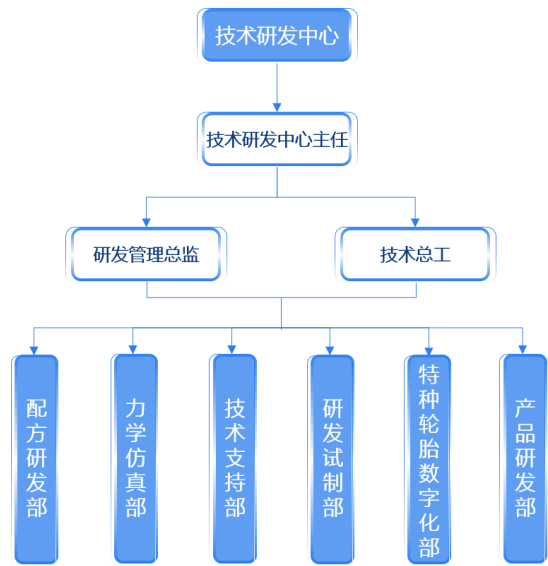 技术研发中心
技术研发中心主任
研发管理总监
技术总工
配方研发部
力学仿真部
技术支持部
研发试制部
特种轮胎数字化部
产品研发部